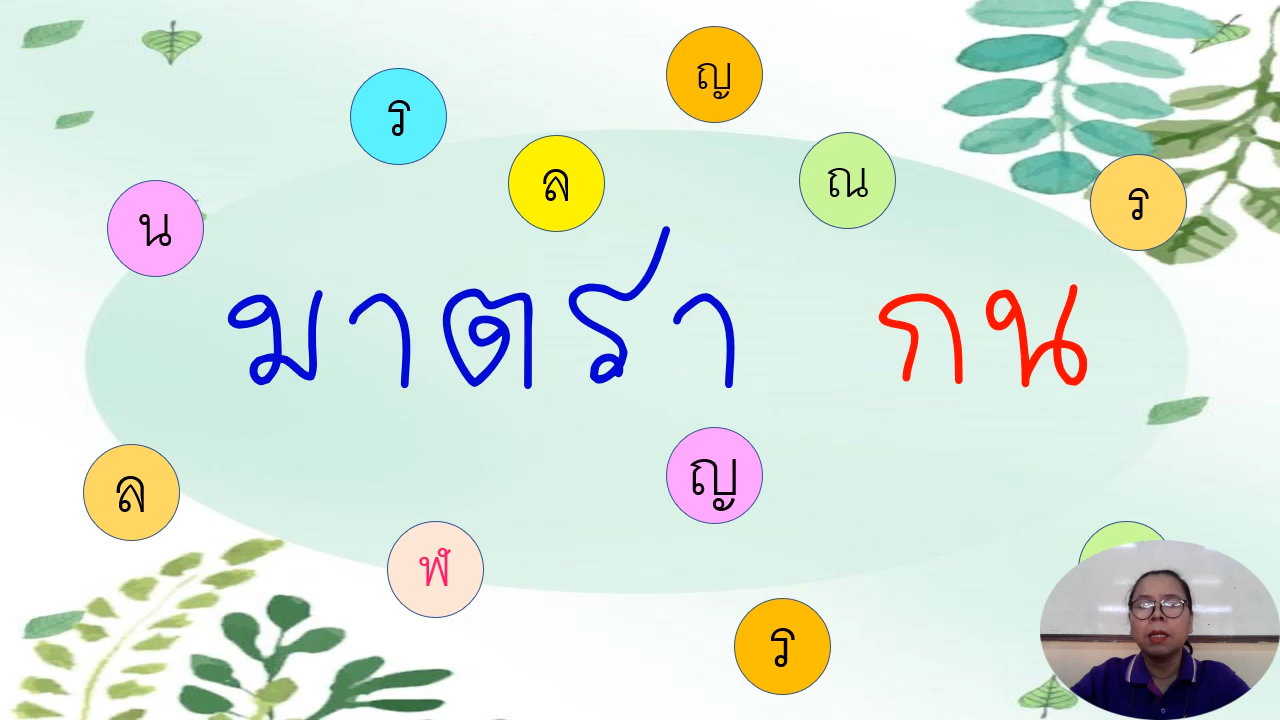 ญ
ร
ล
ณ
ร
น
มาตรา กน
ญ
ล
ฬ
ร